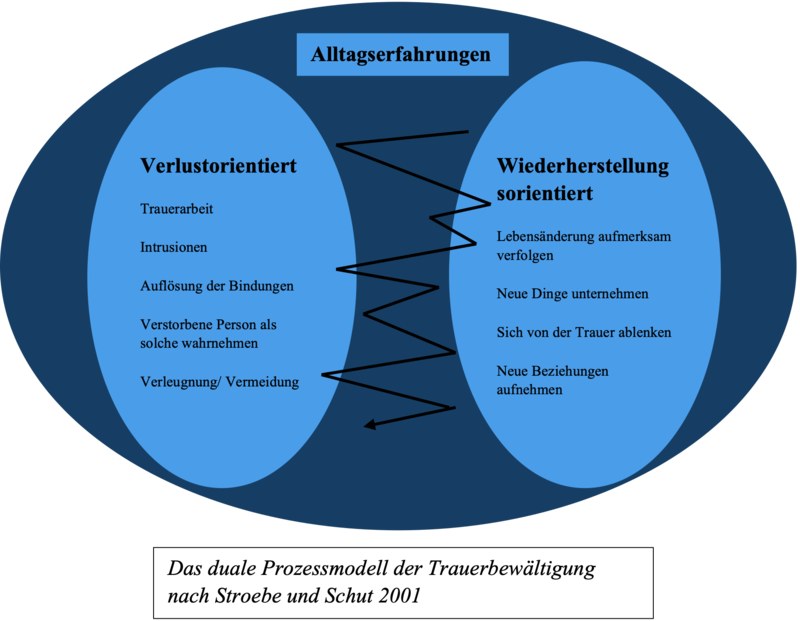 Alltagserfahrungen
Verlustorientiert
Trauerarbeit
Intrusionen
Auflösung der Bindungen
Verstorbene Person als
solche wahrnehmen
Verleugnung/ Vermeidung
Wiederherstellung
sorientiert
Lebensänderung aufmerksam
verfolgen
Neue Dinge unternehmen
Sich von der Trauer ablenken
Neue Beziehungen
aufnehmen
Das duale Prozessmodell der Trauerbewältigung
nach Stroebe und Schut 2001